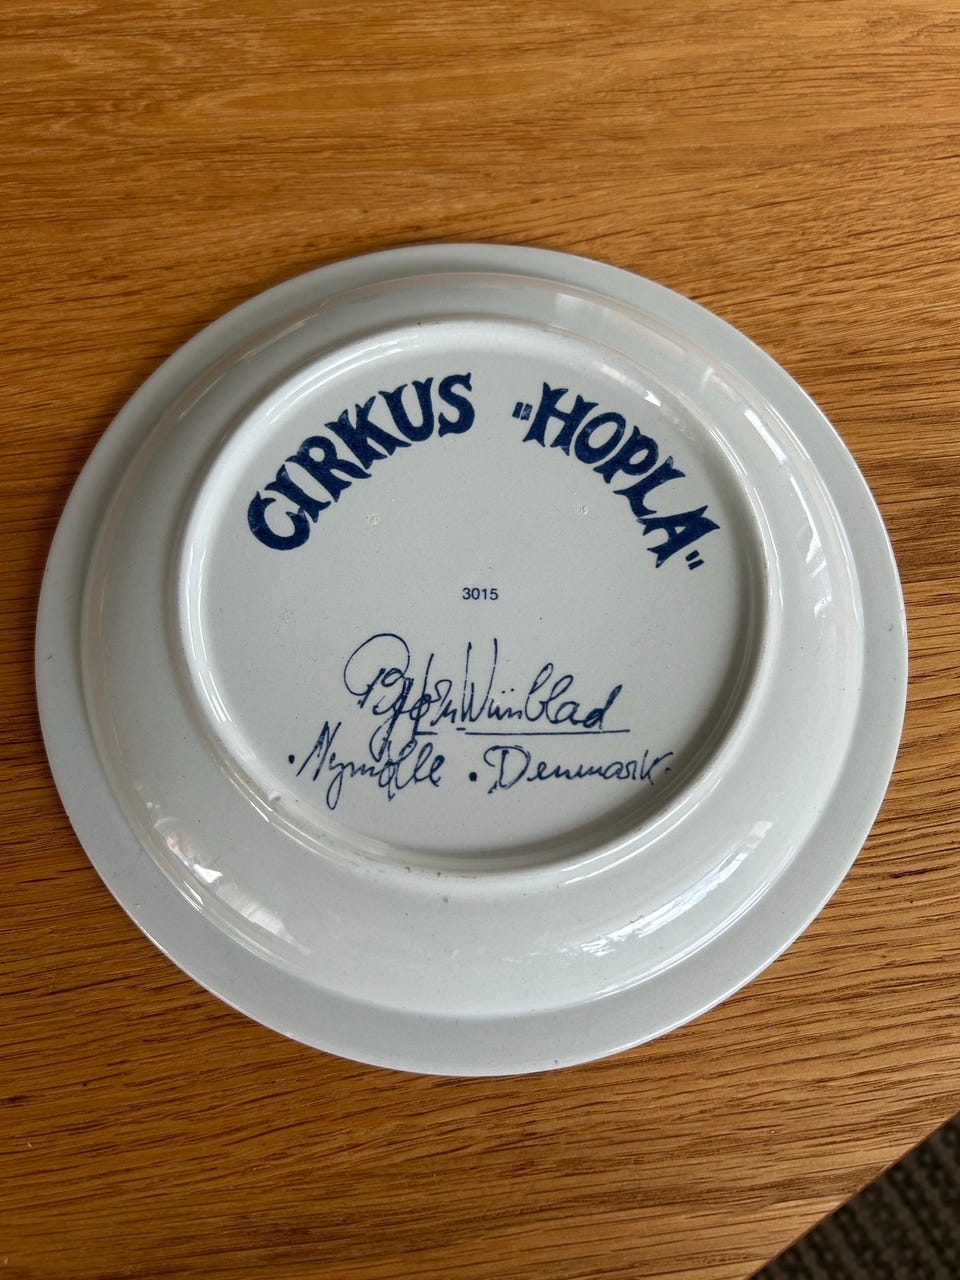 CIRKUS "HOPLA"
3015
Bjørn Wiinblad
· Nymølle · Denmark ·